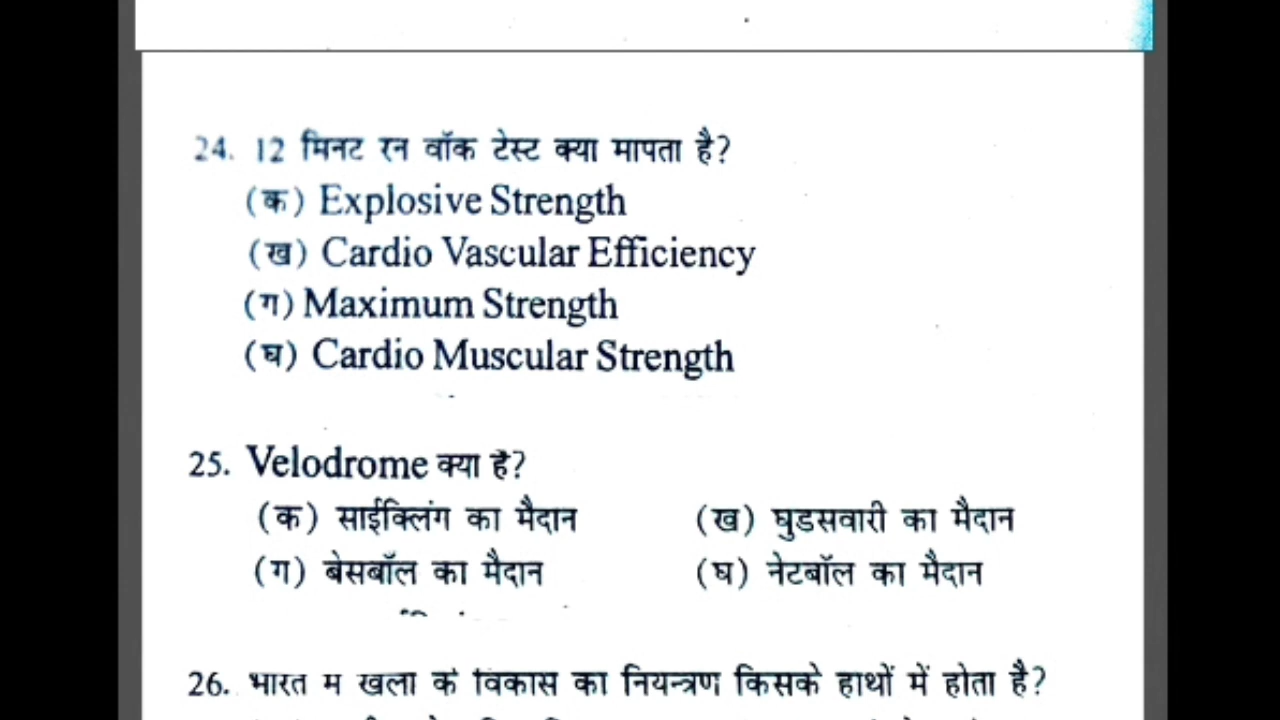 24. 12 मिनट रन वॉक टेस्ट क्या मापता है?
(क) Explosive Strength
(ख) Cardio Vascular Efficiency
(ग) Maximum Strength
(घ) Cardio Muscular Strength
25. Velodrome क्या है?
(क) साईक्लिंग का मैदान (ख) घुडसवारी का मैदान
(ग) बेसबॉल का मैदान (घ) नेटबॉल का मैदान
26. भारत म खला के विकास का नियन्त्रण किसके हाथों में होता है?